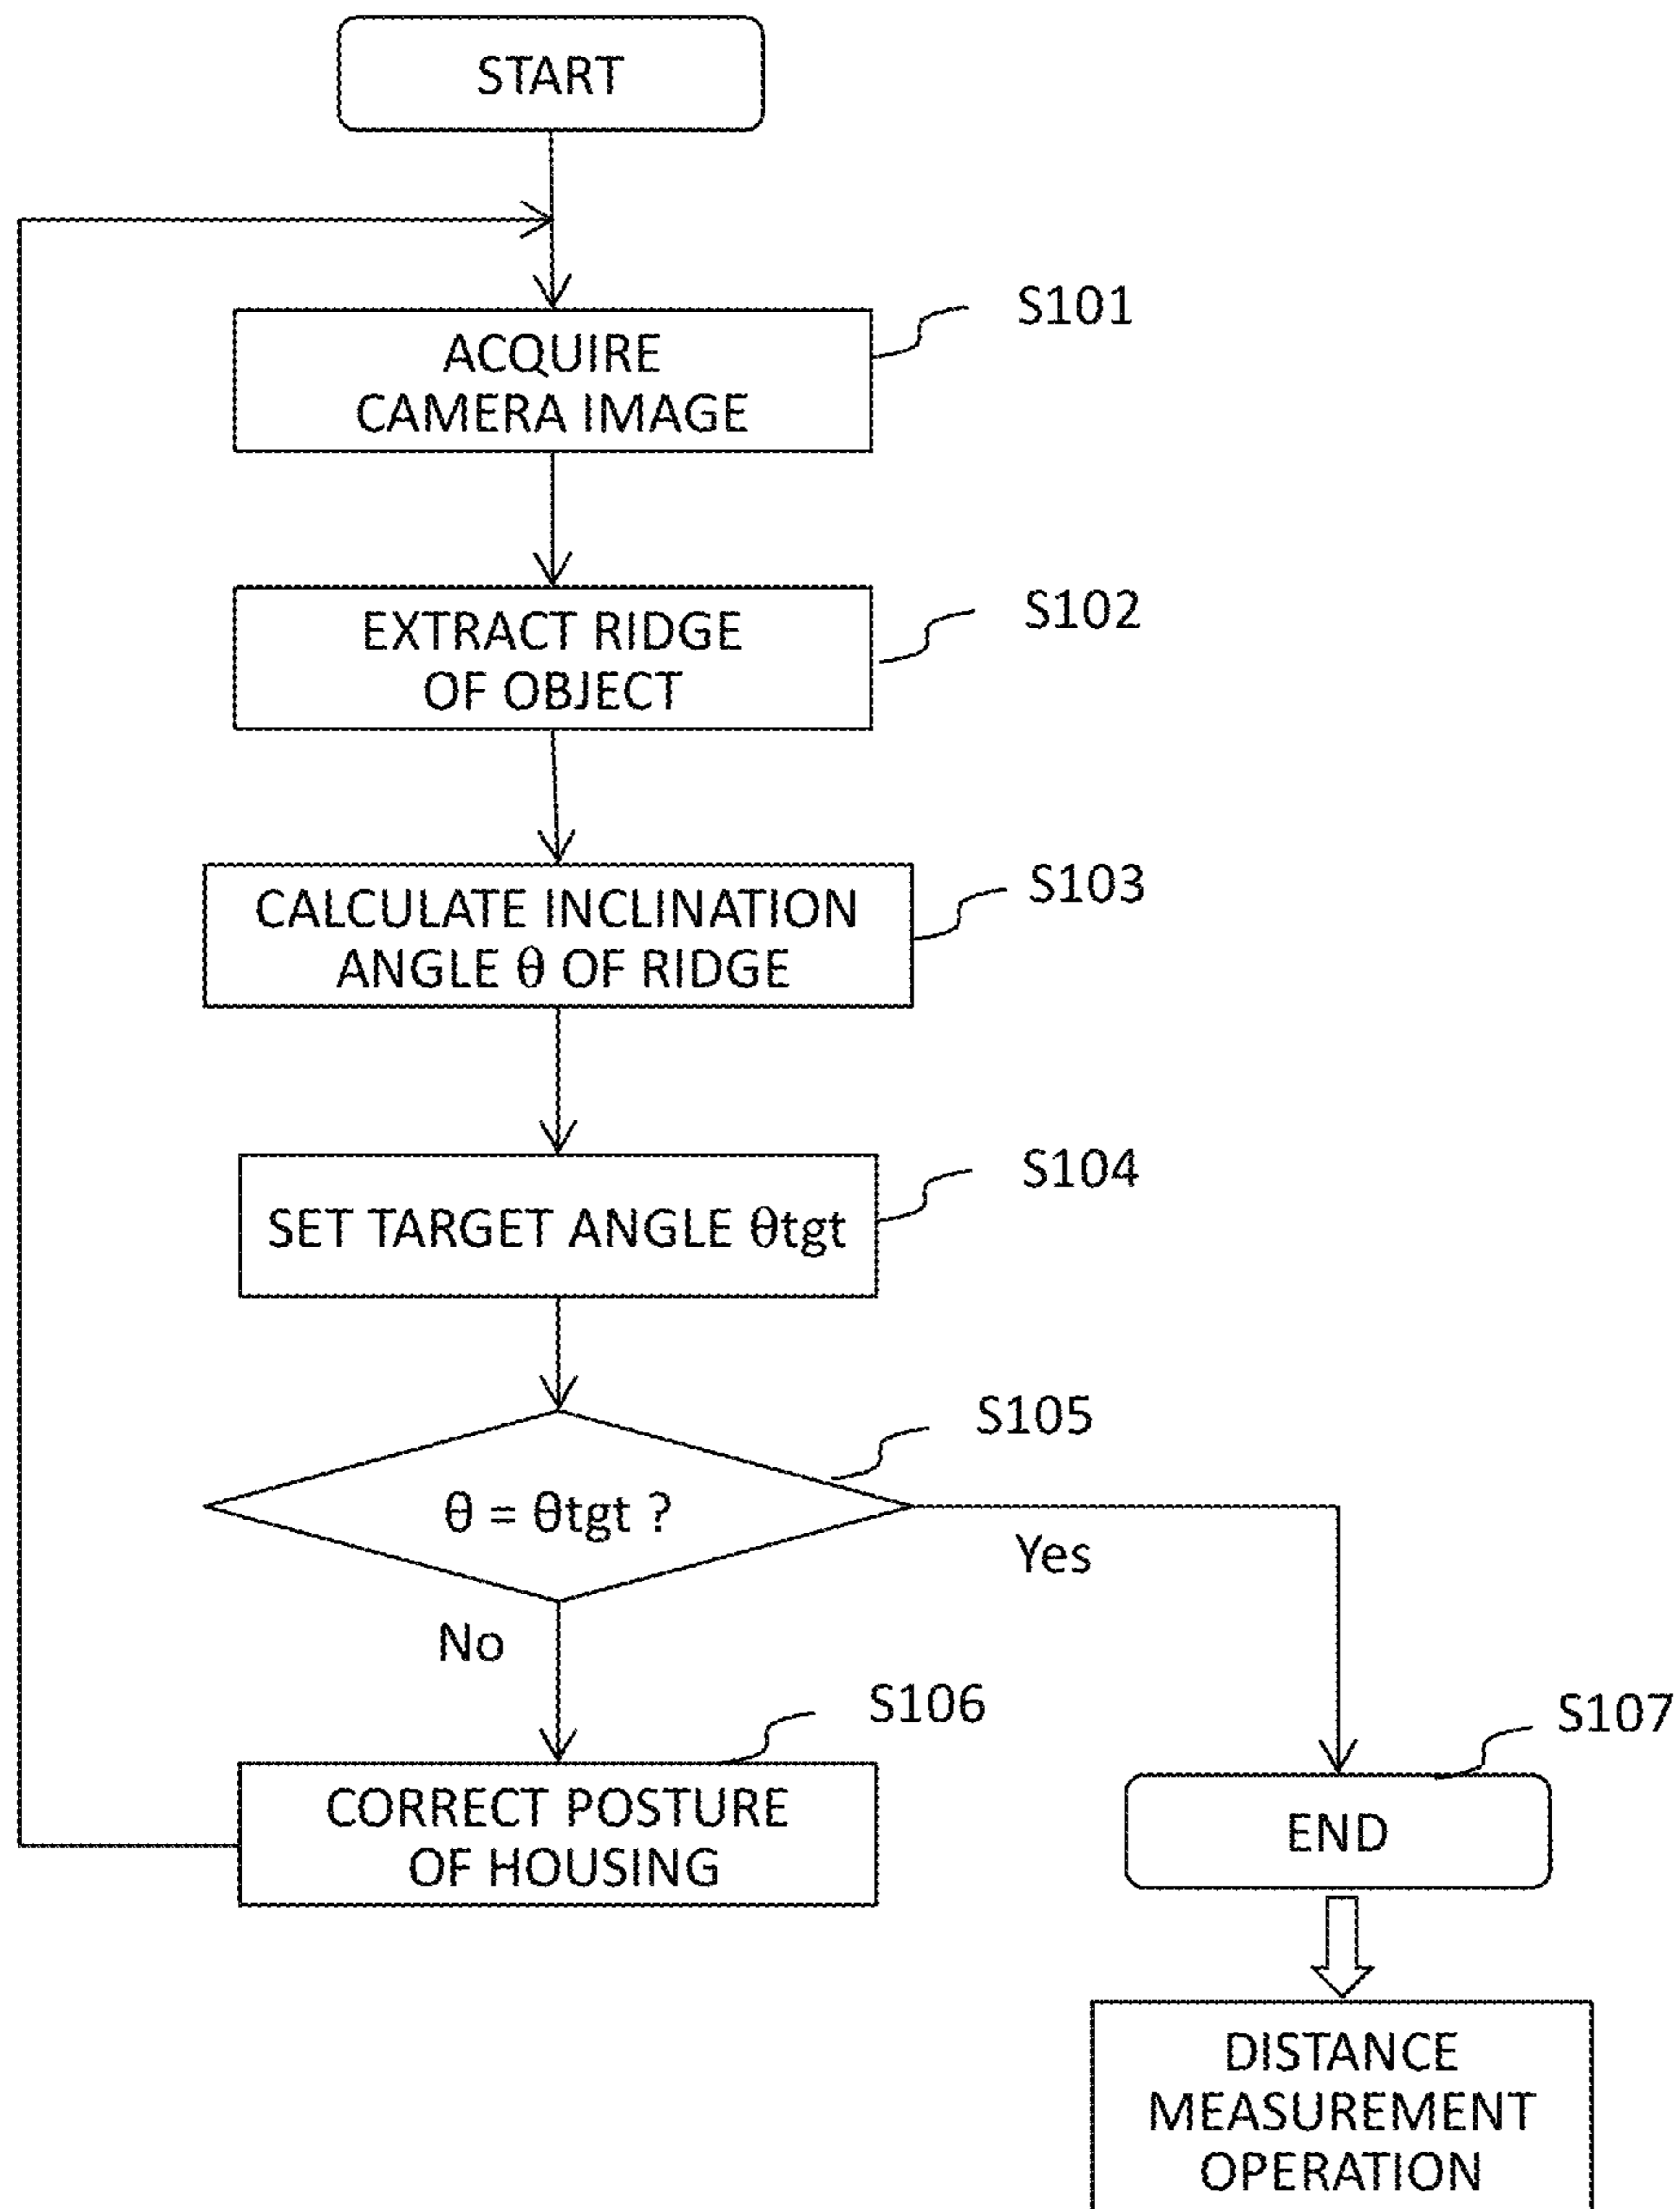 START
S101
ACQUIRE
CAMERA IMAGE
S102
EXTRACT RIDGE
OF OBJECT
S103
CALCULATE INCLINATION
ANGLE θ OF RIDGE
S104
SET TARGET ANGLE θtgt
S105
θ = θtgt ?
Yes
No
S106
CORRECT POSTURE
OF HOUSING
S107
END
DISTANCE
MEASUREMENT
OPERATION